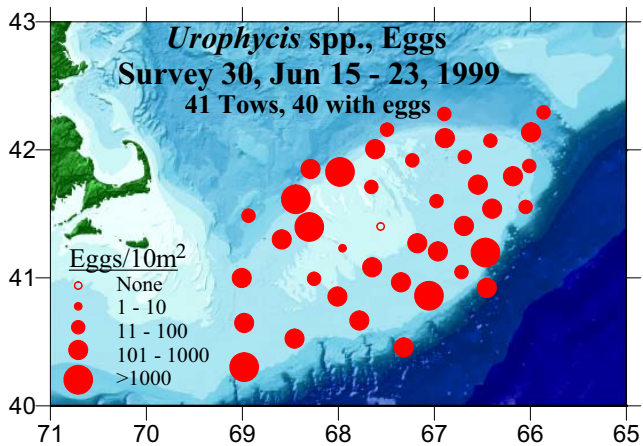 43
Urophycis spp., Eggs
Survey 30, Jun 15 - 23, 1999
41 Tows, 40 with eggs
42
Eggs/10m²
41
None
1 - 10
11 - 100
101 - 1000
>1000
40
71 70 69 68 67 66 65